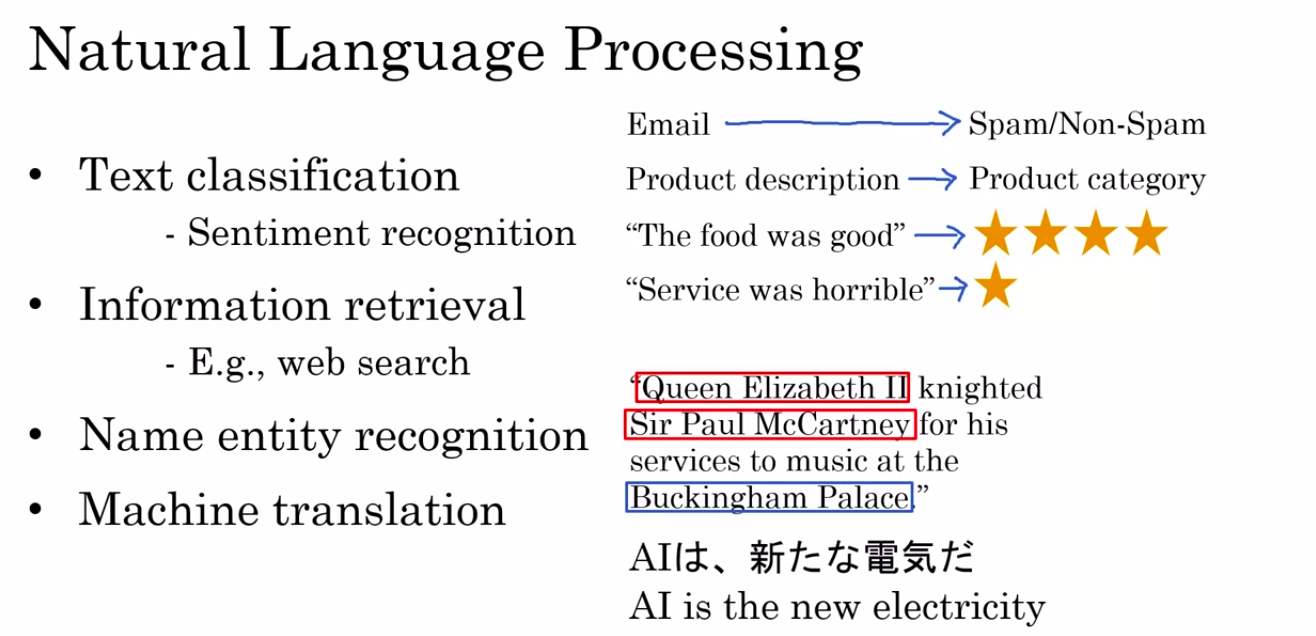 Natural Language Processing
• Text classification
- Sentiment recognition
• Information retrieval
- E.g., web search
• Name entity recognition
• Machine translation
Email Spam/Non-Spam
Product description Product category
“The food was good”
“Service was horrible”
“Queen Elizabeth II knighted
Sir Paul McCartney for his
services to music at the
Buckingham Palace.”
AIは、新たな電気だ
AI is the new electricity